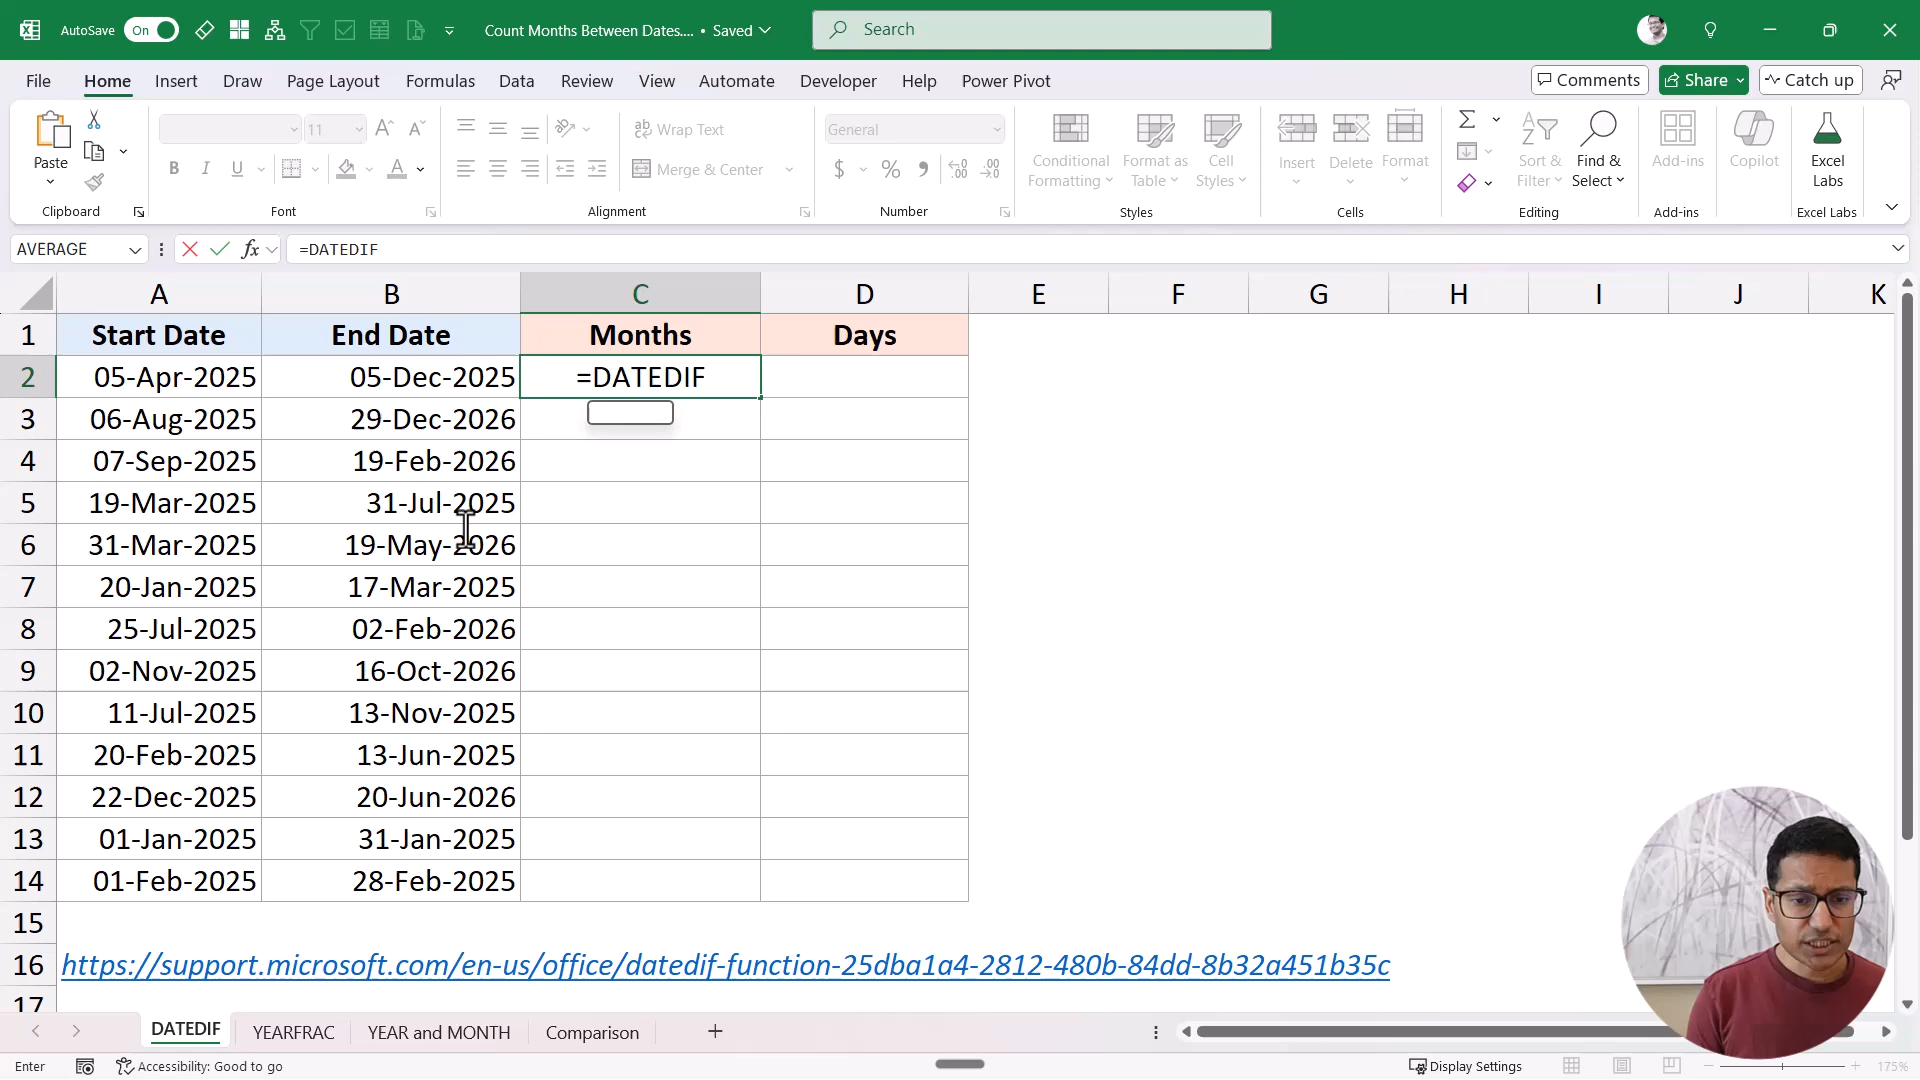 AutoSave On Count Months Between Dates.... • Saved Search
File Home Insert Draw Page Layout Formulas Data Review View Automate Developer Help Power Pivot Comments Share Catch up
Paste
Clipboard
11
B I U
Font
Wrap Text
Merge & Center
Alignment
General
$ % 9
Number
Conditional Formatting
Format as Table
Cell Styles
Styles
Insert Delete Format
Cells
Sort & Filter
Find & Select
Editing
Add-ins
Add-ins
Copilot
Excel Labs
Excel Labs
AVERAGE fx =DATEDIF
A B C D E F G H I J K
1 Start Date End Date Months Days
2 05-Apr-2025 05-Dec-2025 =DATEDIF
3 06-Aug-2025 29-Dec-2026
4 07-Sep-2025 19-Feb-2026
5 19-Mar-2025 31-Jul-2025
6 31-Mar-2025 19-May-2026
7 20-Jan-2025 17-Mar-2025
8 25-Jul-2025 02-Feb-2026
9 02-Nov-2025 16-Oct-2026
10 11-Jul-2025 13-Nov-2025
11 20-Feb-2025 13-Jun-2025
12 22-Dec-2025 20-Jun-2026
13 01-Jan-2025 31-Jan-2025
14 01-Feb-2025 28-Feb-2025
15
16 https://support.microsoft.com/en-us/office/datedif-function-25dba1a4-2812-480b-84dd-8b32a451b35c
17
DATEDIF YEARFRAC YEAR and MONTH Comparison
Enter Accessibility: Good to go Display Settings 175%